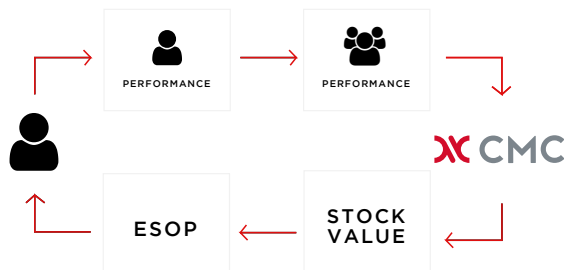 PERFORMANCE
PERFORMANCE
CMC
ESOP
STOCK
VALUE